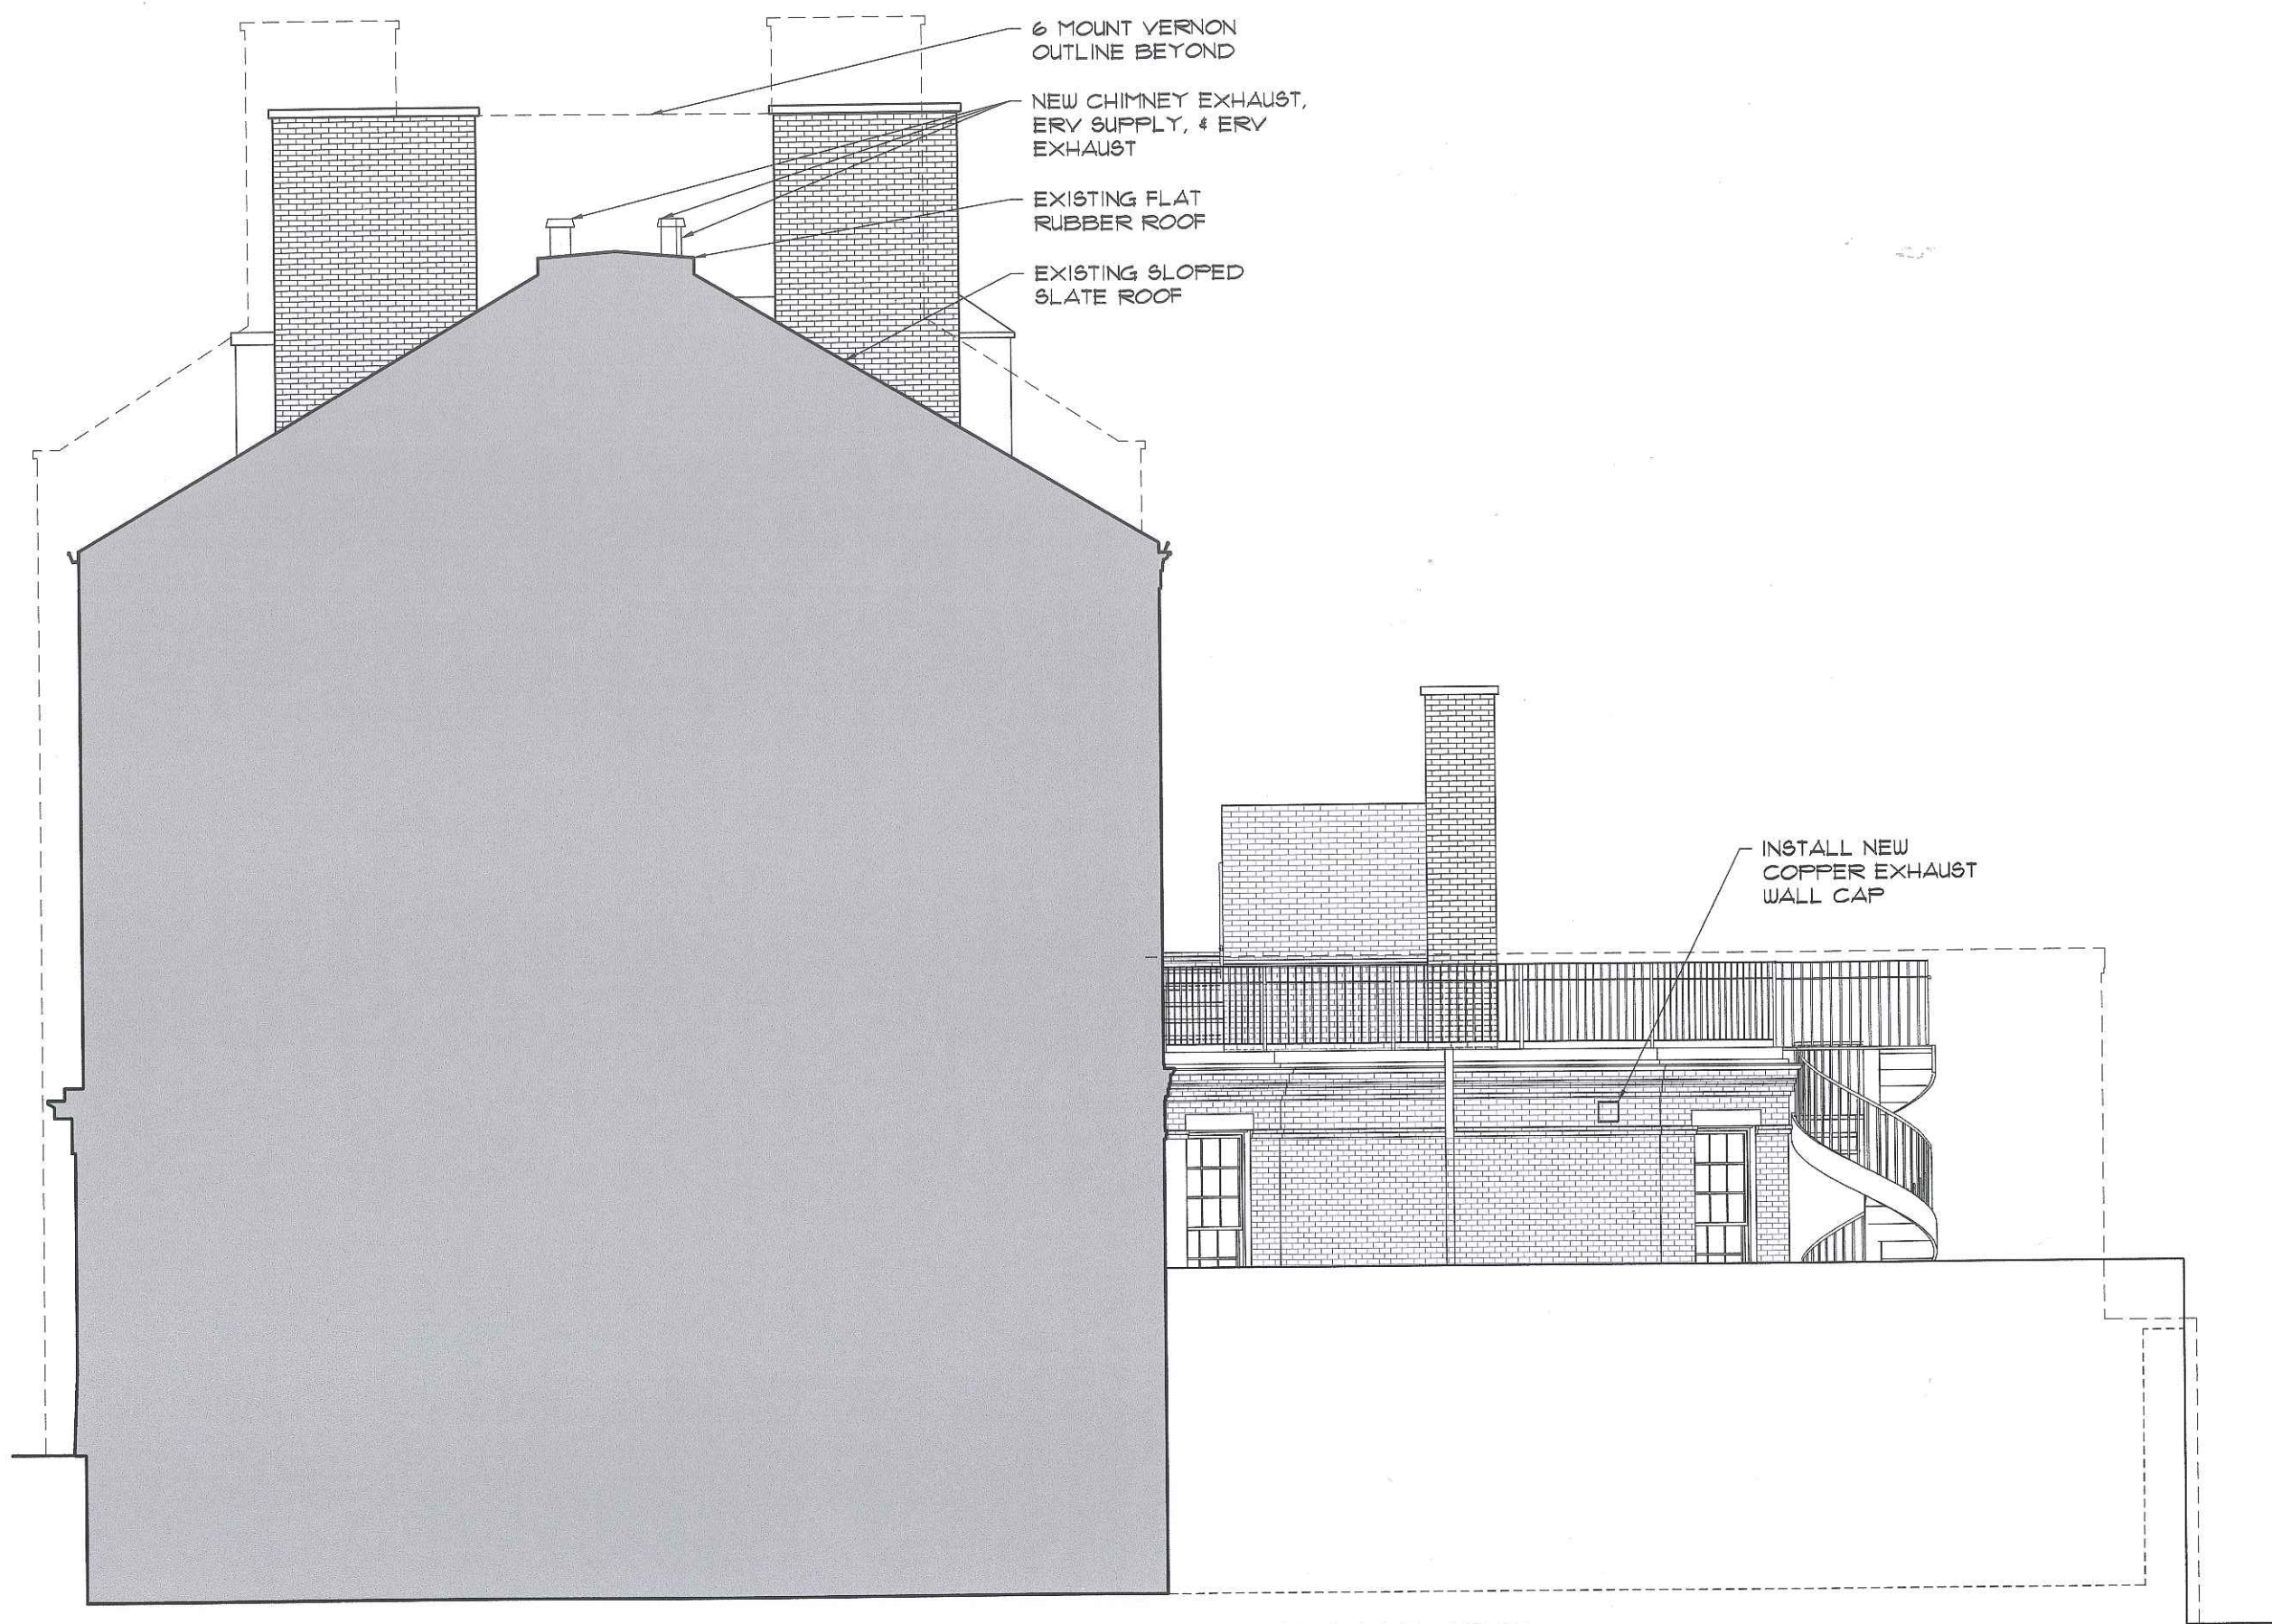 6 MOUNT VERNON
OUTLINE BEYOND
NEW CHIMNEY EXHAUST,
ERV SUPPLY, & ERV
EXHAUST
EXISTING FLAT
RUBBER ROOF
EXISTING SLOPED
SLATE ROOF
INSTALL NEW
COPPER EXHAUST
WALL CAP